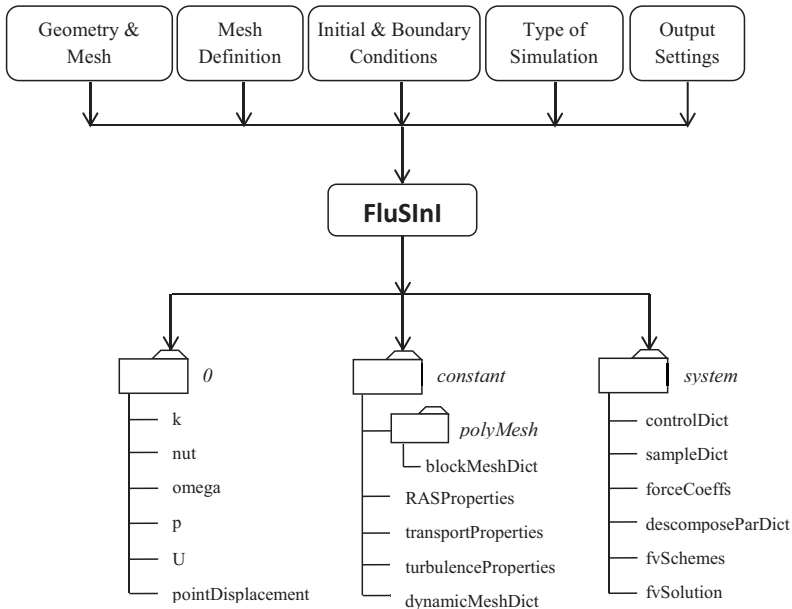 Geometry &
Mesh
Mesh
Definition
Initial & Boundary
Conditions
Type of
Simulation
Output
Settings
FluSInI
0
k
nut
omega
p
U
pointDisplacement
constant
polyMesh
blockMeshDict
RASProperties
transportProperties
turbulenceProperties
dynamicMeshDict
system
controlDict
sampleDict
forceCoeffs
descomposeParDict
fvSchemes
fvSolution